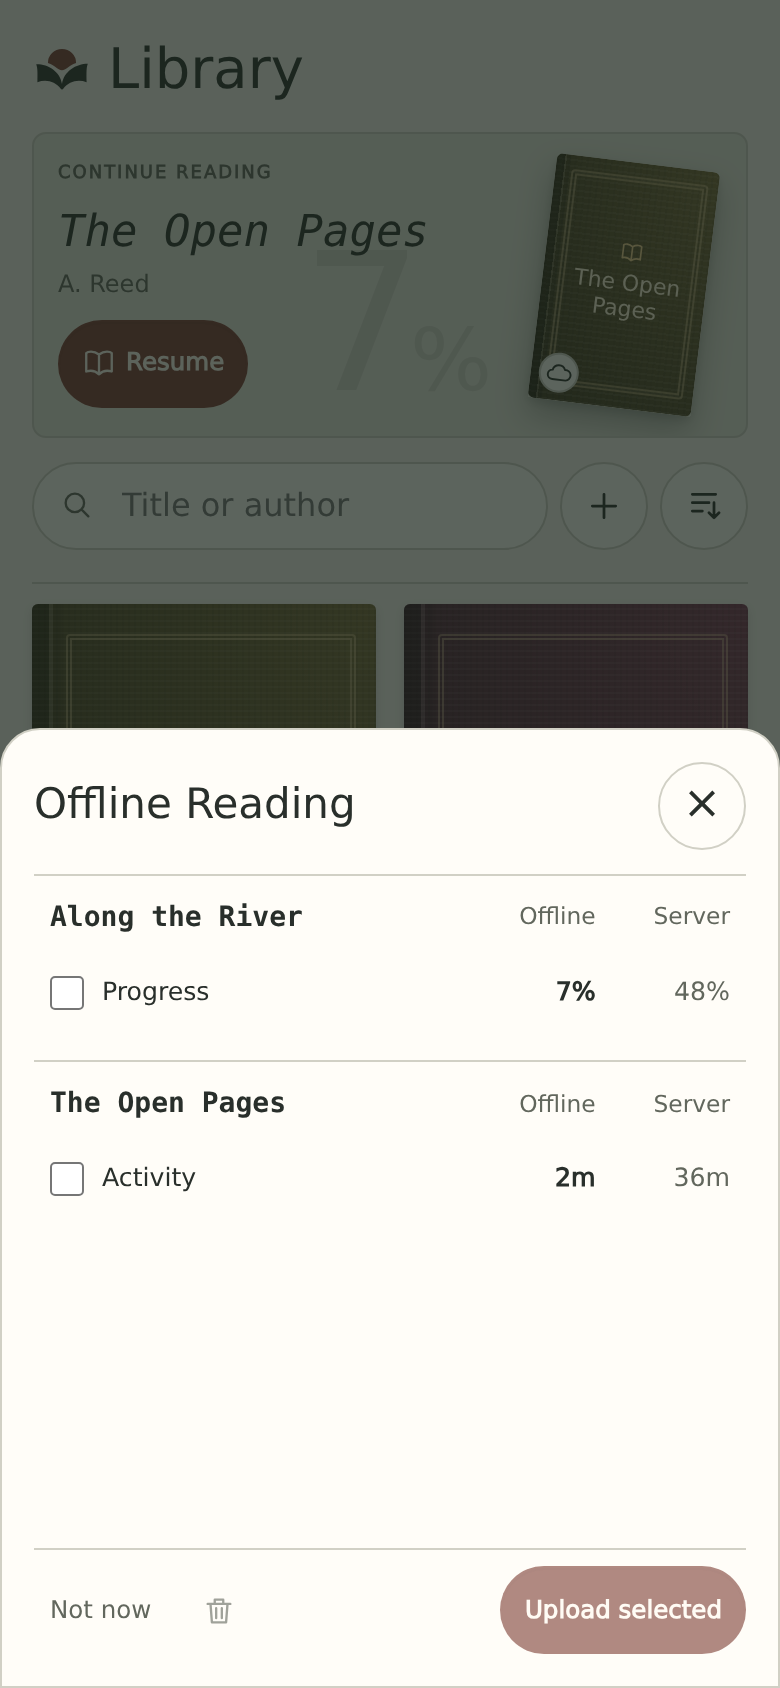 Library
CONTINUE READING
The Open Pages
A. Reed
7%
Resume
The Open
Pages
Title or author
Offline Reading
Along the River Offline Server
Progress 7% 48%
The Open Pages Offline Server
Activity 2m 36m
Not now Upload selected